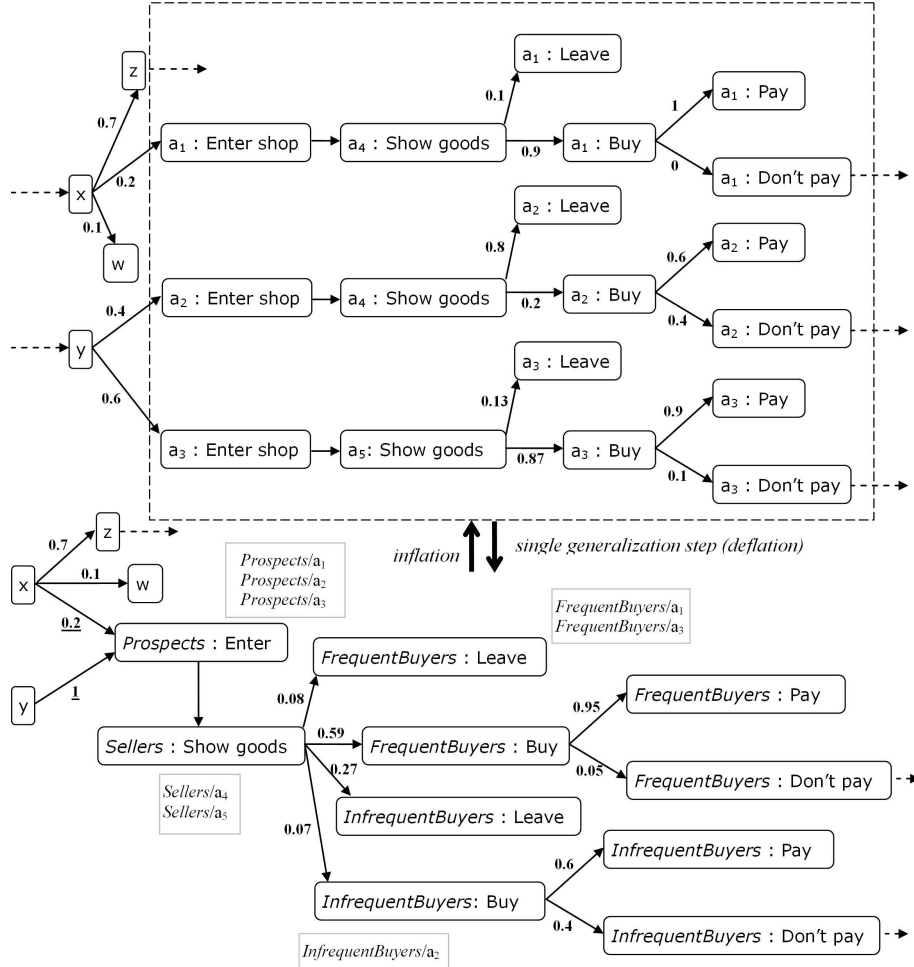 a₁ : Leave
z
0.1
a₁ : Pay
1
0.7
a₁ : Enter shop
a₄ : Show goods
a₁ : Buy
0.9
0.2
0
x
a₁ : Don't pay
0.1
a₂ : Leave
w
0.8
0.6
a₂ : Pay
a₂ : Enter shop
a₄ : Show goods
a₂ : Buy
0.4
0.2
0.4
y
a₂ : Don't pay
a₃ : Leave
0.6
0.13
0.9
a₃ : Pay
a₃ : Enter shop
a₅: Show goods
a₃ : Buy
0.87
0.1
a₃ : Don't pay
z
0.7
inflation
single generalization step (deflation)
Prospects/a₁
Prospects/a₂
Prospects/a₃
x
0.1
w
FrequentBuyers/a₁
FrequentBuyers/a₃
0.2
Prospects : Enter
FrequentBuyers : Leave
y
1
0.08
0.95
FrequentBuyers : Pay
Sellers : Show goods
0.59
FrequentBuyers : Buy
0.27
0.05
FrequentBuyers : Don't pay
Sellers/a₄
Sellers/a₅
InfrequentBuyers : Leave
0.07
0.6
InfrequentBuyers : Pay
InfrequentBuyers: Buy
0.4
InfrequentBuyers : Don't pay
InfrequentBuyers/a₂